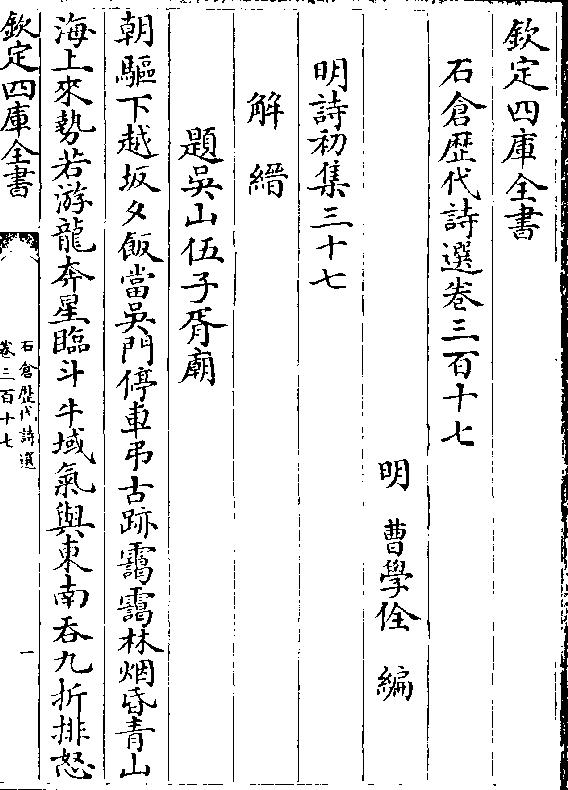 欽定四庫全書
石倉歷代詩選卷三百十七
明 曹學佺 編
明詩初集三十七
解縉
題吳山伍子胥廟
朝驅下越坂夕飯當吳門停車弔古跡靄靄林烟昏青山
海上來勢若游龍奔星臨斗牛域氣與東南吞九折排怒
欽定四庫全書
石倉歷代詩選
卷三百十七
一